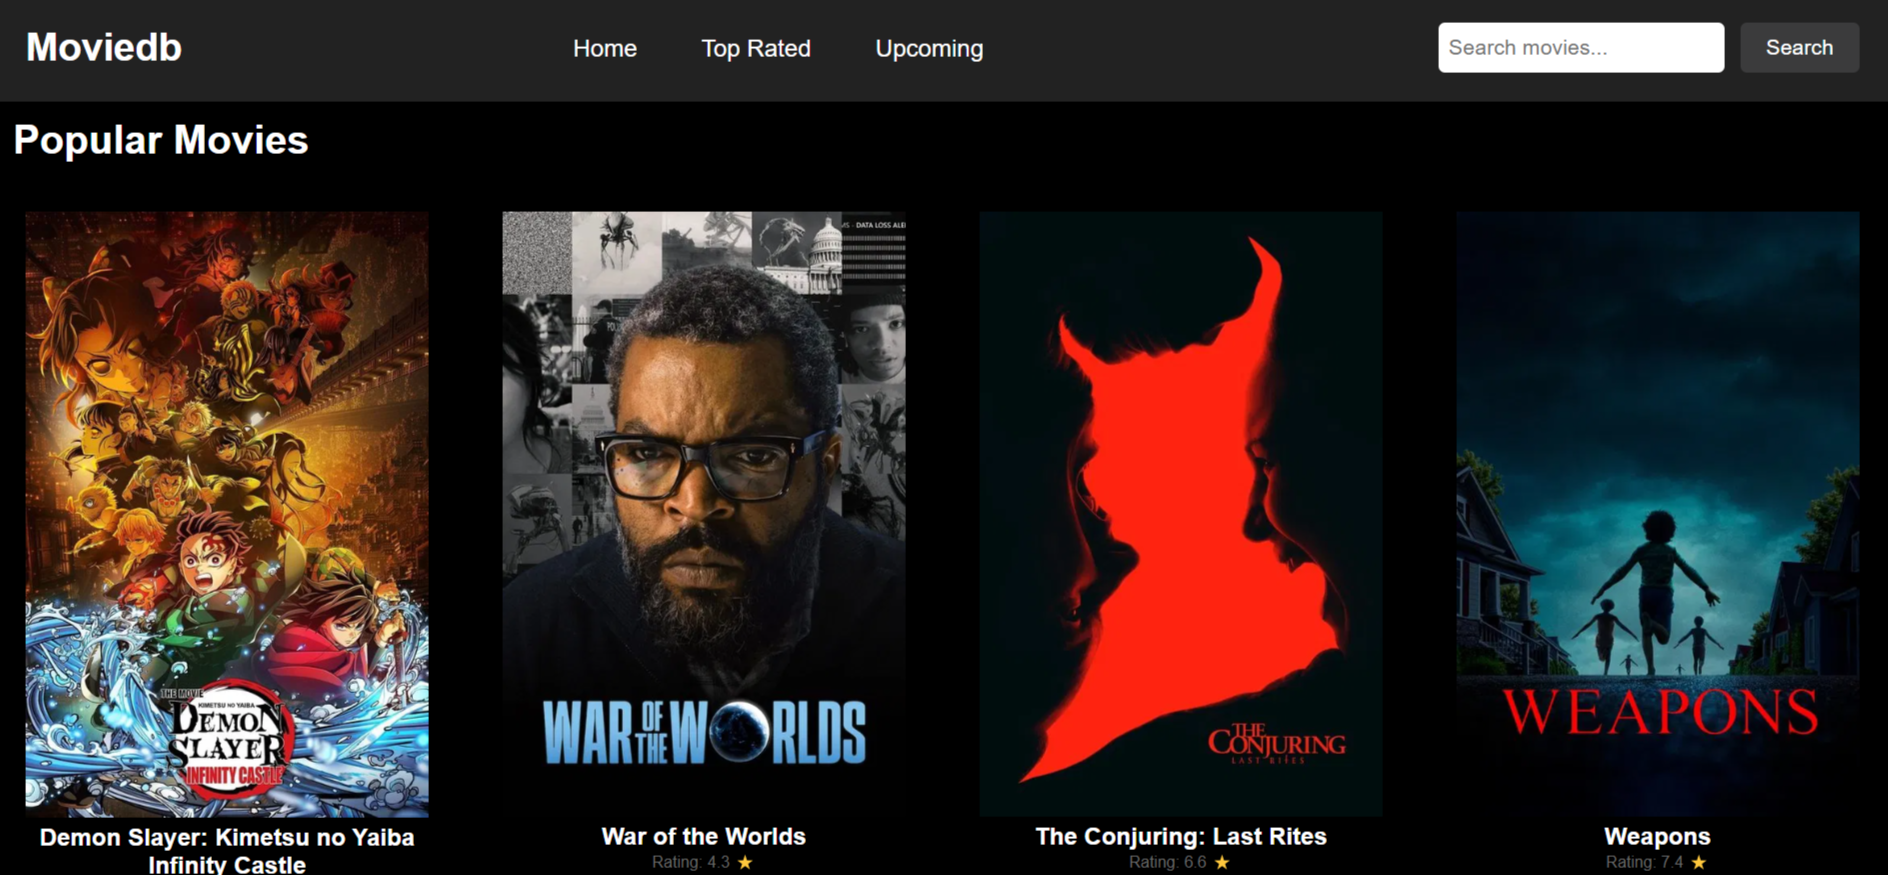 Moviedb
Home
Top Rated
Upcoming
Search movies...
Search
Popular Movies
MS - DATA LOSS ALE
THE MOVIE
KIMETSU NO YAIBA
DEMON
SLAYER
INFINITY CASTLE
WAR OF THE WORLDS
THE
CONJURING
LAST RITES
WEAPONS
Demon Slayer: Kimetsu no Yaiba
Infinity Castle
War of the Worlds
Rating: 4.3 ⭐
The Conjuring: Last Rites
Rating: 6.6 ⭐
Weapons
Rating: 7.4 ⭐